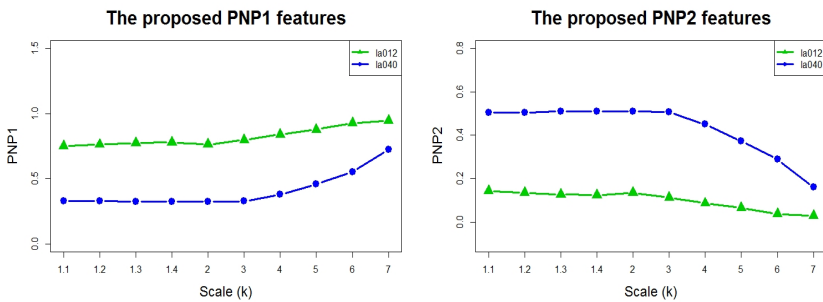 The proposed PNP1 features
PNP1
1.5
1.0
0.5
0.0
la012
la040
1.1 1.2 1.3 1.4 2 3 4 5 6 7
Scale (k)
The proposed PNP2 features
PNP2
0.8
0.6
0.4
0.2
0.0
la012
la040
1.1 1.2 1.3 1.4 2 3 4 5 6 7
Scale (k)